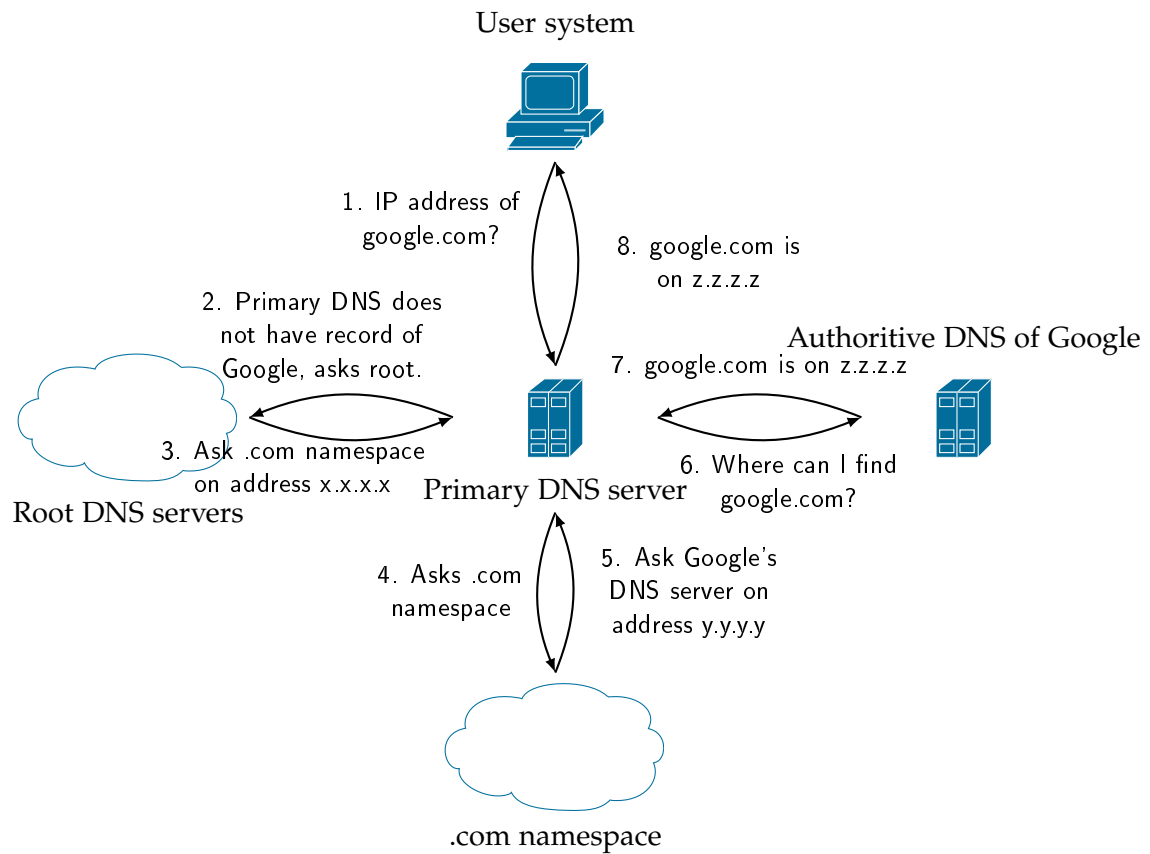 User system
1. IP address of
google.com?
8. google.com is
on z.z.z.z
2. Primary DNS does
not have record of
Google, asks root.
Authoritive DNS of Google
7. google.com is on z.z.z.z
3. Ask .com namespace
on address x.x.x.x
Root DNS servers
Primary DNS server
6. Where can I find
google.com?
4. Asks .com
namespace
5. Ask Google's
DNS server on
address y.y.y.y
.com namespace